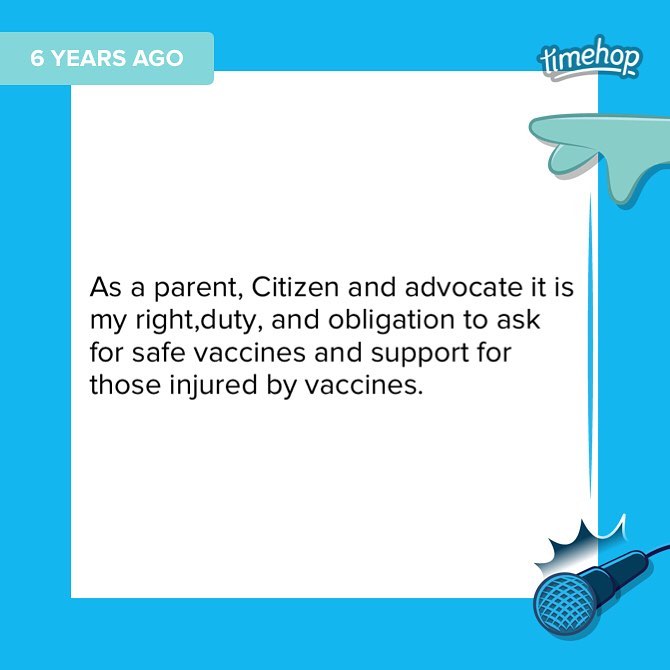 6 YEARS AGO
timehop
As a parent, Citizen and advocate it is
my right,duty, and obligation to ask
for safe vaccines and support for
those injured by vaccines.